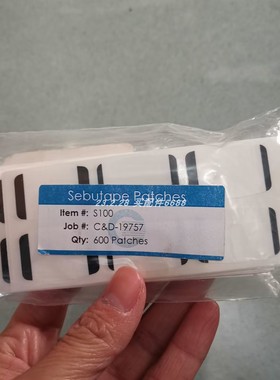 Sebutape Patches
Item #: S100
Job #: C&D-19757
Qty: 600 Patches